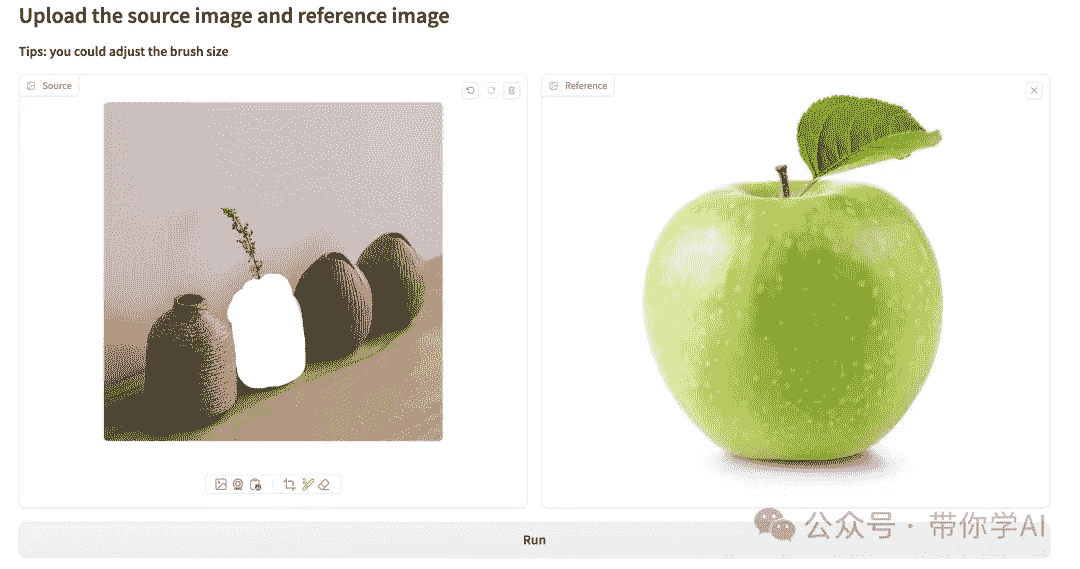 Upload the source image and reference image
Tips: you could adjust the brush size
Source
Reference
Run
公众号 · 带你学AI